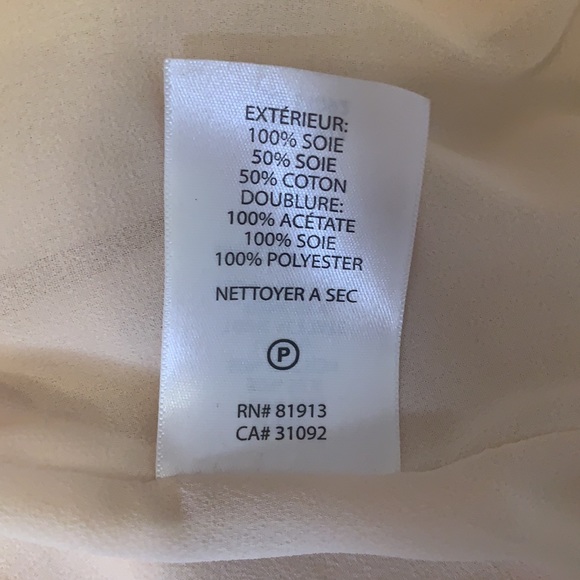 EXTÉRIEUR:
100% SOIE
50% SOIE
50% COTON
DOUBLURE:
100% ACÉTATE
100% SOIE
100% POLYESTER
NETTOYER A SEC
P
RN# 81913
CA# 31092